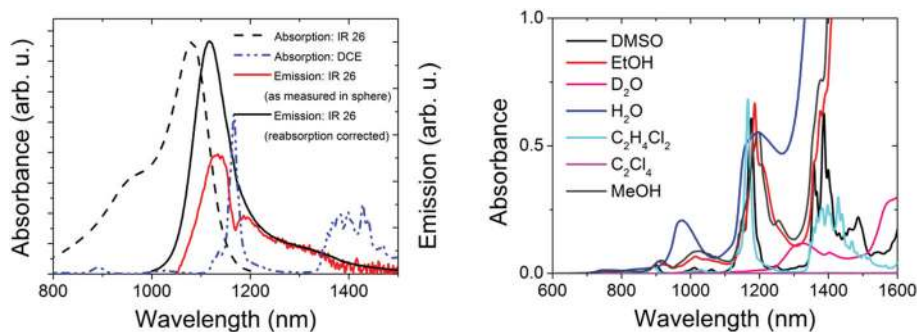 Absorbance (arb. u.)
Absorption: IR 26
Absorption: DCE
Emission: IR 26
(as measured in sphere)
Emission: IR 26
(reabsorption corrected)
Emission (arb. u.)
800 1000 1200 1400
Wavelength (nm)
Absorbance
1.0
0.5
0.0
DMSO
EtOH
D₂O
H₂O
C₂H₄Cl₂
C₂Cl₄
MeOH
600 800 1000 1200 1400 1600
Wavelength (nm)